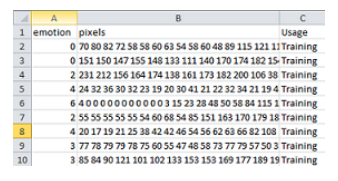 A B C
1 emotion pixels Usage
2 0 70 80 82 72 58 58 60 63 54 58 60 48 89 115 121 11 Training
3 0 151 150 147 155 148 133 111 140 170 174 182 15 Training
4 2 231 212 156 164 174 138 161 173 182 200 106 38 Training
5 4 24 32 36 30 32 23 19 20 30 41 21 22 32 34 21 19 4 Training
6 6 4 0 0 0 0 0 0 0 0 0 0 0 3 15 23 28 48 50 58 84 115 1 Training
7 2 55 55 55 55 55 54 60 68 54 85 151 163 170 179 18 Training
8 4 20 17 19 21 25 38 42 42 46 54 56 62 63 66 82 108 Training
9 3 77 78 79 79 78 75 60 55 47 48 58 73 77 79 57 50 3 Training
10 3 85 84 90 121 101 102 133 153 153 169 177 189 19 Training